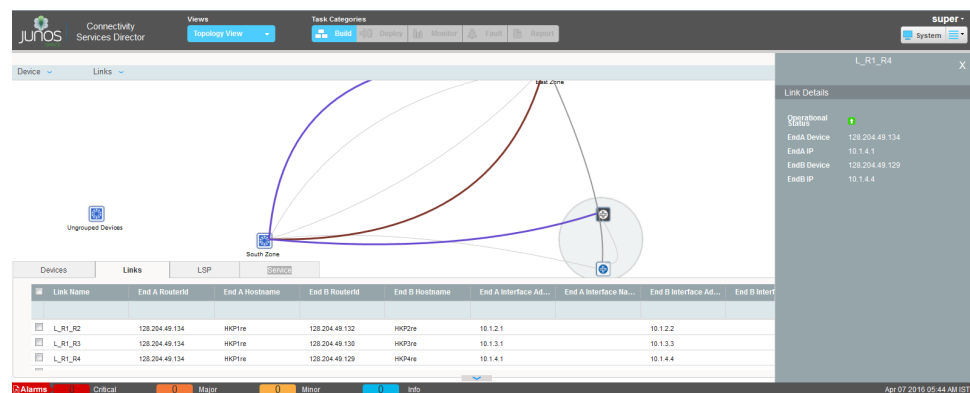 JUNOS
SPACE
Connectivity
Services Director
Views
Topology View
Task Categories
Build Deploy Monitor Fault Report
super
System
Device Links
East Zone
Ungrouped Devices
South Zone
L_R1_R4
X
Link Details
Operational
Status
EndA Device 128.204.49.134
EndA IP 10.1.4.1
EndB Device 128.204.49.129
EndB IP 10.1.4.4
Devices Links LSP Service
Link Name End A RouterId End A Hostname End B RouterId End B Hostname End A Interface Ad... End A Interface Na... End B Interface Ad... End B Interf
L_R1_R2 128.204.49.134 HKP1re 128.204.49.132 HKP2re 10.1.2.1 10.1.2.2
L_R1_R3 128.204.49.134 HKP1re 128.204.49.130 HKP3re 10.1.3.1 10.1.3.3
L_R1_R4 128.204.49.134 HKP1re 128.204.49.129 HKP4re 10.1.4.1 10.1.4.4
Alarms 0 Critical 0 Major 0 Minor 0 Info
Apr 07 2016 05:44 AM IST